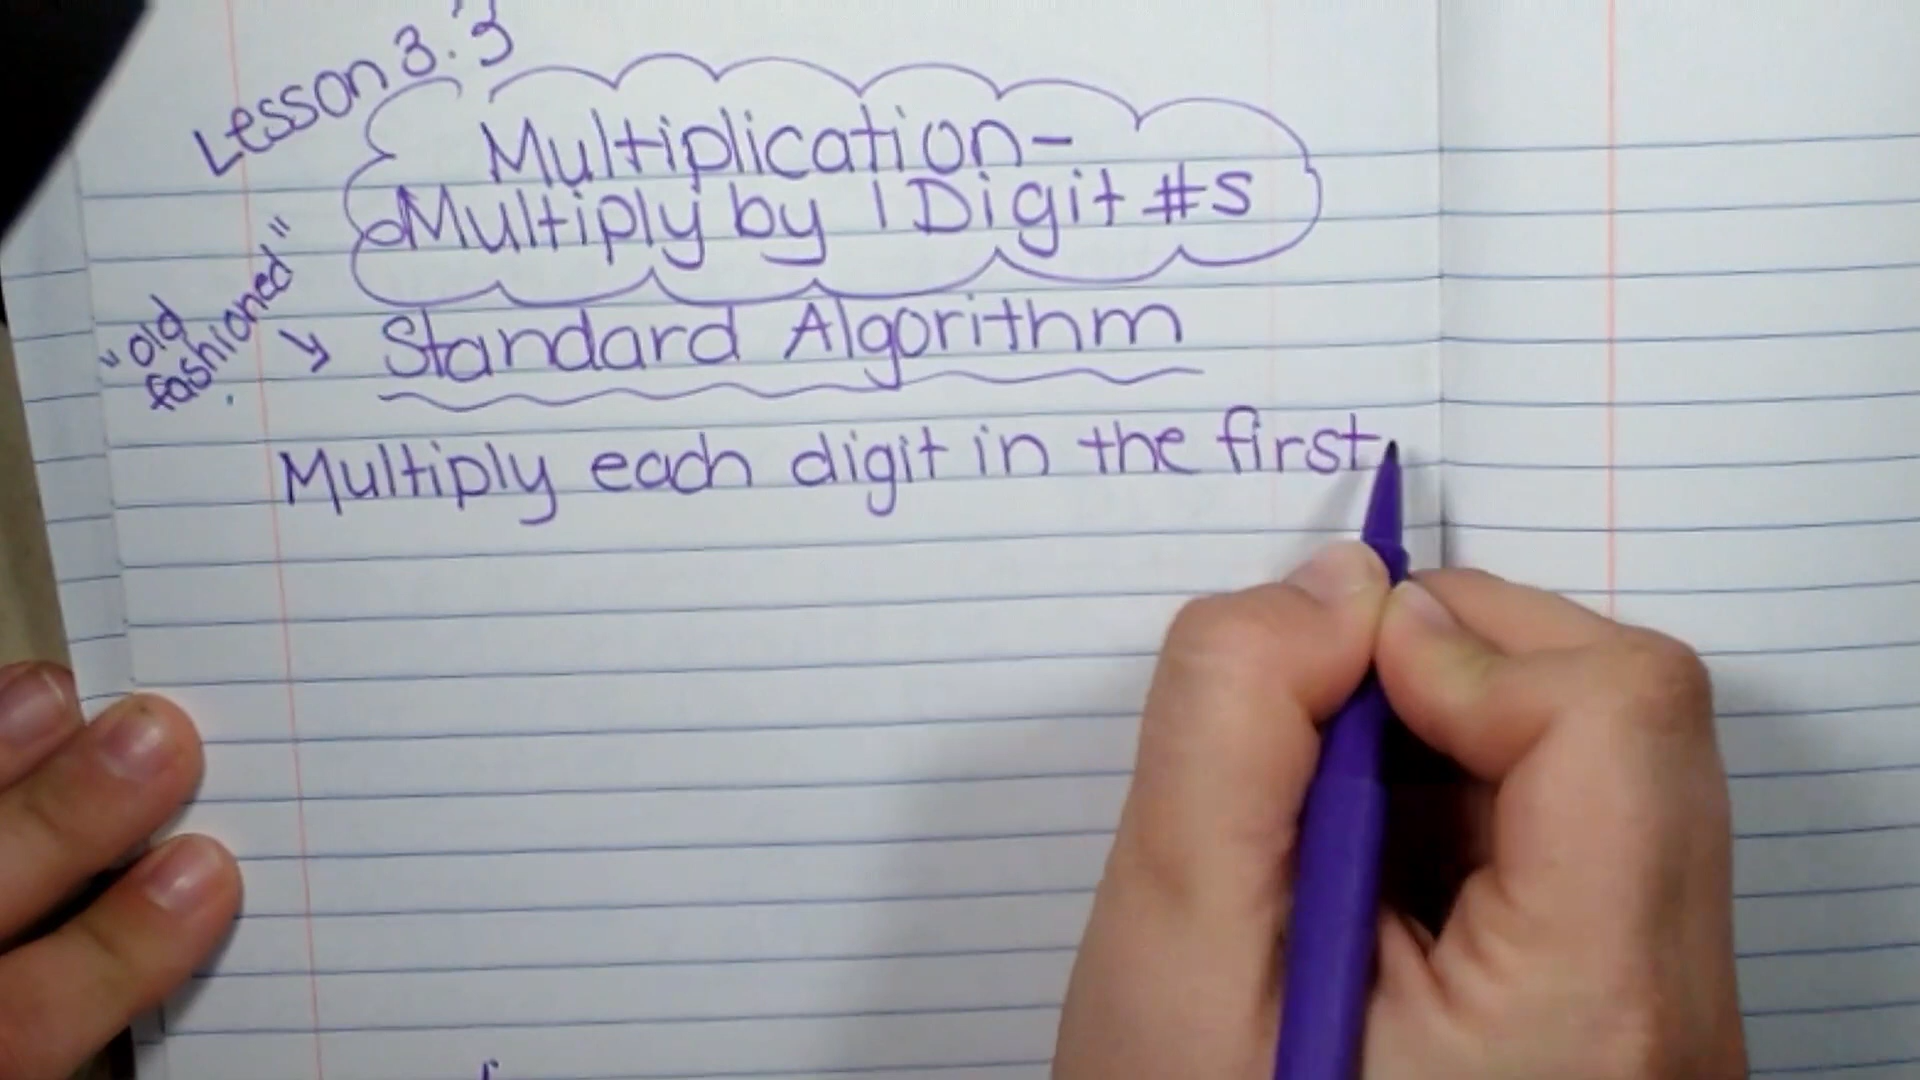 Lesson 3.3
Multiplication-
Multiply by 1 Digit #s
"old
fashioned"
→ Standard Algorithm
Multiply each digit in the first